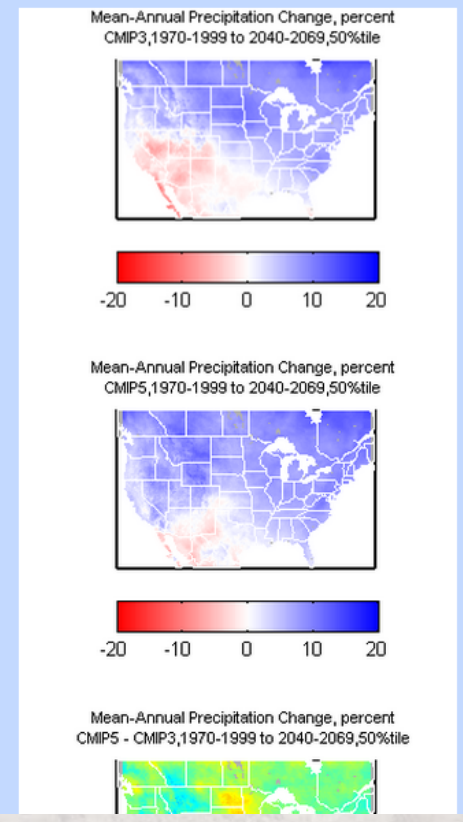 Mean-Annual Precipitation Change, percent
CMIP3,1970-1999 to 2040-2069,50%tile
-20 -10 0 10 20
Mean-Annual Precipitation Change, percent
CMIP5,1970-1999 to 2040-2069,50%tile
-20 -10 0 10 20
Mean-Annual Precipitation Change, percent
CMIP5 - CMIP3,1970-1999 to 2040-2069,50%tile